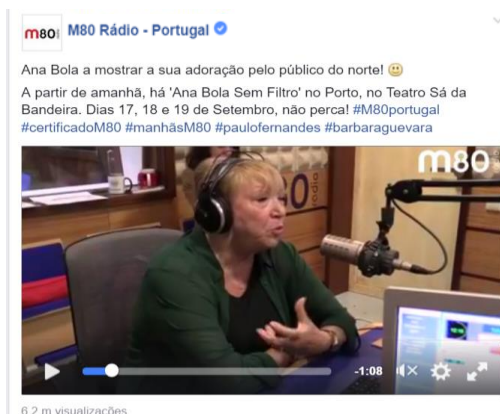 m80 M80 Rádio - Portugal
Ana Bola a mostrar a sua adoração pelo público do norte!
A partir de amanhã, há 'Ana Bola Sem Filtro' no Porto, no Teatro Sá da
Bandeira. Dias 17, 18 e 19 de Setembro, não perca! #M80portugal
#certificadoM80 #manhãsM80 #paulofernandes #barbaraguevara
m80
0
rádio
-1:08
6,2 m visualizações